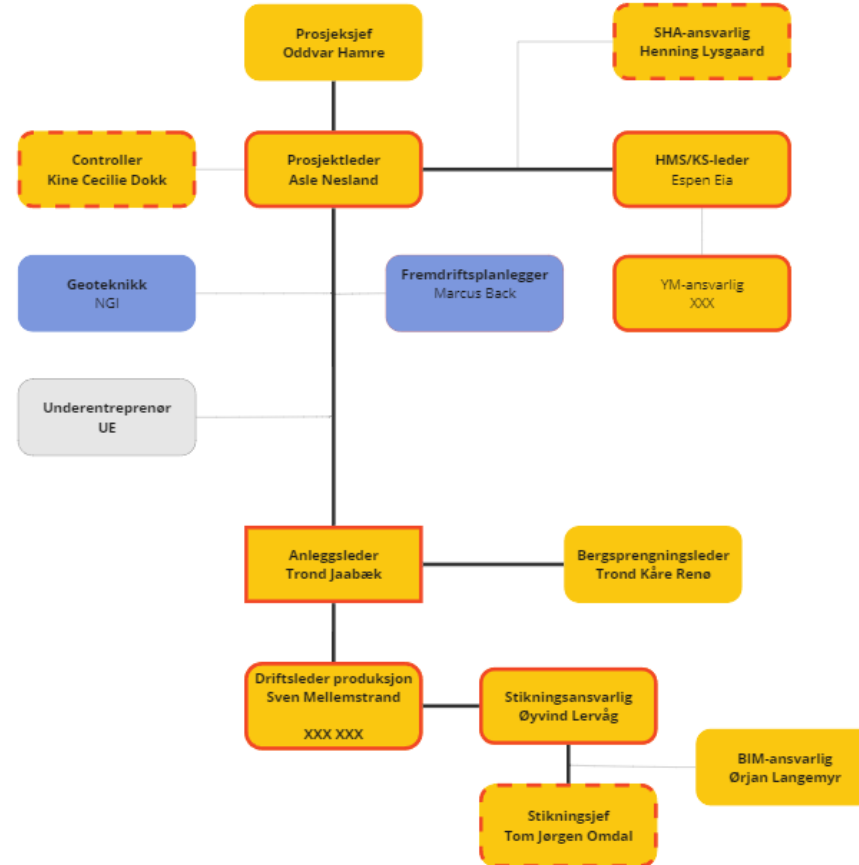 Prosjeksjef
Oddvar Hamre
SHA-ansvarlig
Henning Lysgaard
Controller
Kine Cecilie Dokk
Prosjektleder
Asle Nesland
HMS/KS-leder
Espen Eia
Geoteknikk
NGI
Fremdriftsplanlegger
Marcus Back
YM-ansvarlig
XXX
Underentreprenør
UE
Anleggsleder
Trond Jaabæk
Bergsprengningsleder
Trond Kåre Renø
Driftsleder produksjon
Sven Mellemstrand
XXX XXX
Stikningsansvarlig
Øyvind Lervåg
BIM-ansvarlig
Ørjan Langemyr
Stikningsjef
Tom Jørgen Omdal